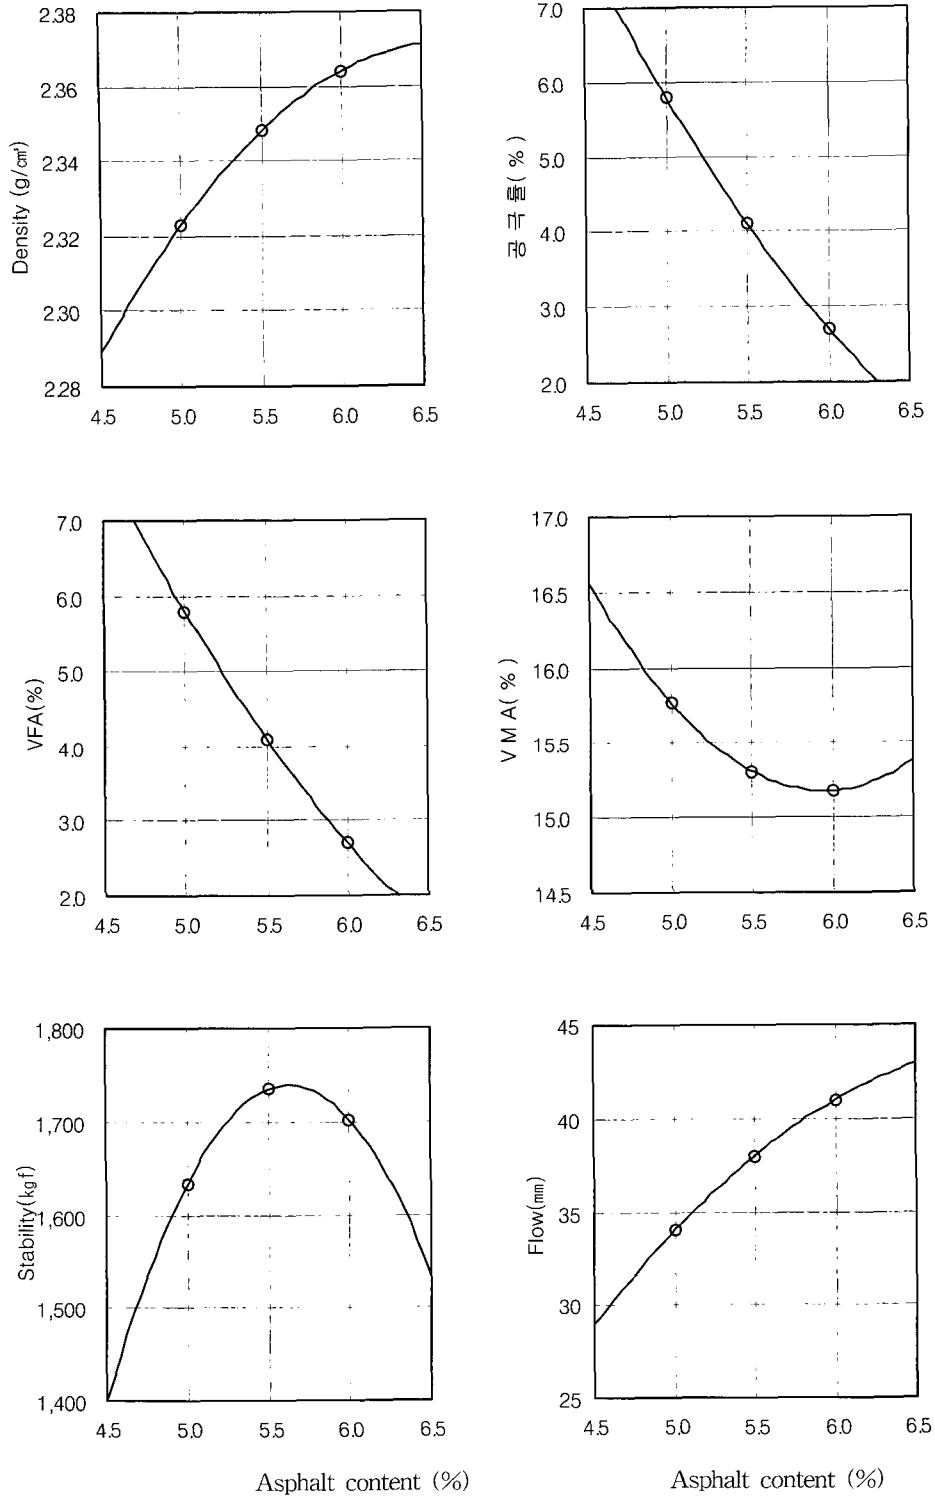 2.38
2.36
2.34
2.32
2.30
2.28
Density (g/㎤)
4.5 5.0 5.5 6.0 6.5
7.0
6.0
5.0
4.0
3.0
2.0
공극률(%)
4.5 5.0 5.5 6.0 6.5
7.0
6.0
5.0
4.0
3.0
2.0
VFA(%)
4.5 5.0 5.5 6.0 6.5
17.0
16.5
16.0
15.5
15.0
14.5
VMA(%)
4.5 5.0 5.5 6.0 6.5
1,800
1,700
1,600
1,500
1,400
Stability(kgf)
4.5 5.0 5.5 6.0 6.5
Asphalt content (%)
45
40
35
30
25
Flow(㎜)
4.5 5.0 5.5 6.0 6.5
Asphalt content (%)